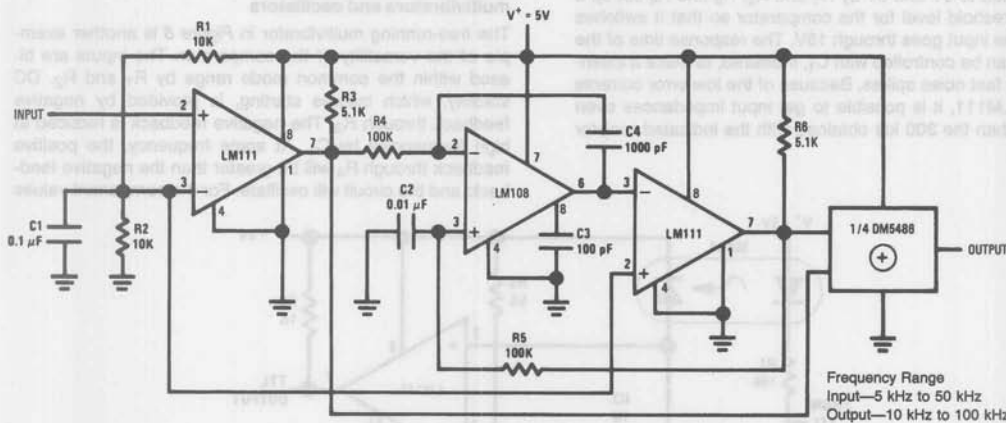 V+ = 5V
R1
10K
INPUT
2
+
8
R3
5.1K
R4
100K
2
R6
5.1K
LM111
7
1
3
−
4
C1
0.1 µF
R2
10K
C2
0.01 µF
3
+
7
LM108
6
8
4
C3
100 pF
C4
1000 pF
3
−
8
LM111
7
1
2
+
4
1/4 DM5486
+
OUTPUT
R5
100K
Frequency Range
Input—5 kHz to 50 kHz
Output—10 kHz to 100 kHz